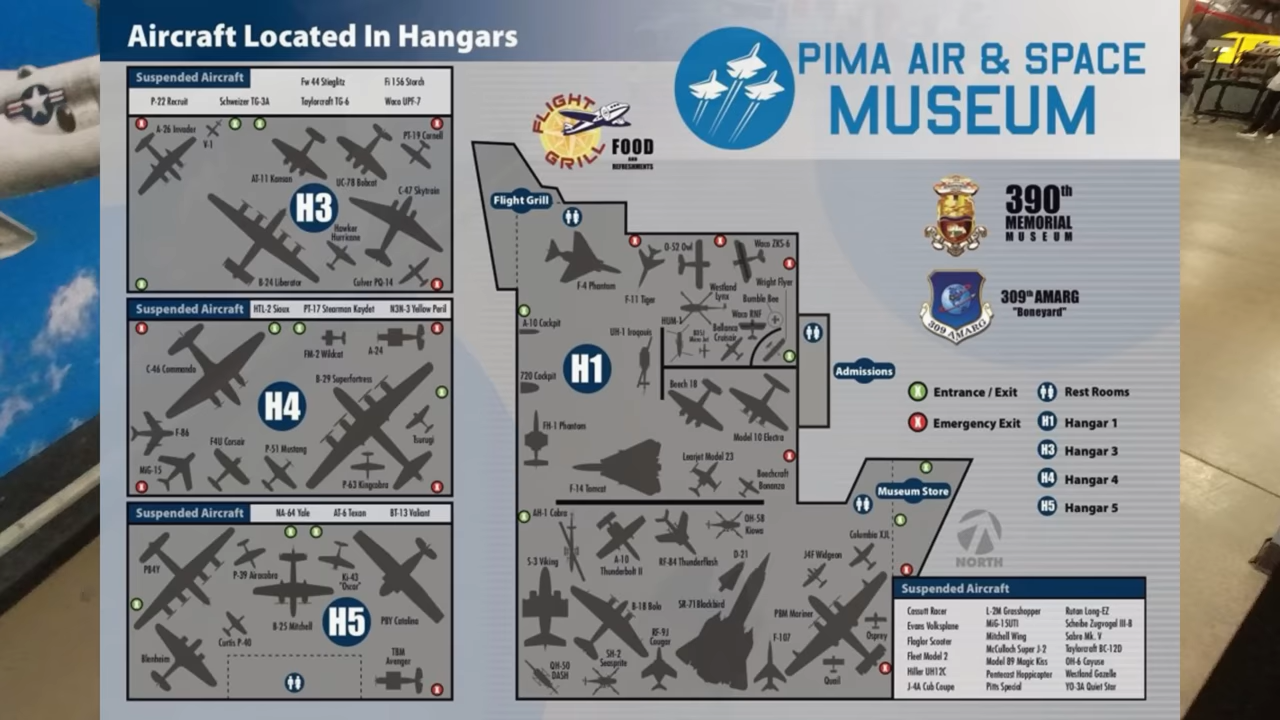 Aircraft Located In Hangars
PIMA AIR & SPACE
MUSEUM
Suspended Aircraft
Fw 44 Stieglitz
Fi 156 Storch
P-22 Recruit
Schweizer TG-3A
Taylorcraft TG-6
Waco UPF-7
A-26 Invader
V-1
PT-19 Cornell
AT-11 Kansan
UC-78 Bobcat
C-47 Skytrain
H3
Hawker
Hurricane
B-24 Liberator
Culver PQ-14
Suspended Aircraft
HTL-2 Sioux
PT-17 Stearman Kaydet
N3N-3 Yellow Peril
C-46 Commando
FM-2 Wildcat
A-24
B-29 Superfortress
H4
F-86
F4U Corsair
P-51 Mustang
Tsurugi
MiG-15
P-63 Kingcobra
Suspended Aircraft
NA-64 Yale
AT-6 Texan
BT-13 Valiant
PB4Y
P-39 Airacobra
Ki-43
"Oscar"
B-25 Mitchell
H5
PBY Catalina
Curtis P-40
Blenheim
TBM
Avenger
FLIGHT
GRILL
FOOD
AND
REFRESHMENTS
Flight Grill
F-4 Phantom
F-11 Tiger
O-52 Owl
Waco ZKS-6
Westland
Lynx
Wright Flyer
Bumble Bee
A-10 Cockpit
UH-1 Iroquois
HUM-1
Waco RNF
Bellanca
Cruisair
H1
720 Cockpit
Beech 18
Model 10 Electra
FH-1 Phantom
Learjet Model 23
F-14 Tomcat
Beechcraft
Bonanza
AH-1 Cobra
OH-58
Kiowa
S-3 Viking
A-10
Thunderbolt II
RF-84 Thunderflash
D-21
J4F Widgeon
Columbia XJL
B-18 Bolo
SR-71 Blackbird
PBM Mariner
RF-9J
Cougar
F-107
Osprey
QH-50
DASH
SH-2
Seasprite
Quail
Admissions
Museum Store
390th
MEMORIAL
MUSEUM
309 AMARG
309th AMARG
"Boneyard"
X Entrance / Exit
Rest Rooms
X Emergency Exit
H1 Hangar 1
H3 Hangar 3
H4 Hangar 4
H5 Hangar 5
NORTH
Suspended Aircraft
Cassutt Racer
Evans Volksplane
Flaglor Scooter
Fleet Model 2
Hiller UH12C
J-4A Cub Coupe
L-2M Grasshopper
MiG-15UTI
Mitchell Wing
McCulloch Super J-2
Model 89 Magic Kiss
Pentecost Hoppicopter
Pitts Special
Rutan Long-EZ
Scheibe Zugvogel III-B
Sabre Mk. V
Taylorcraft BC-12D
OH-6 Cayuse
Westland Gazelle
YO-3A Quiet Star